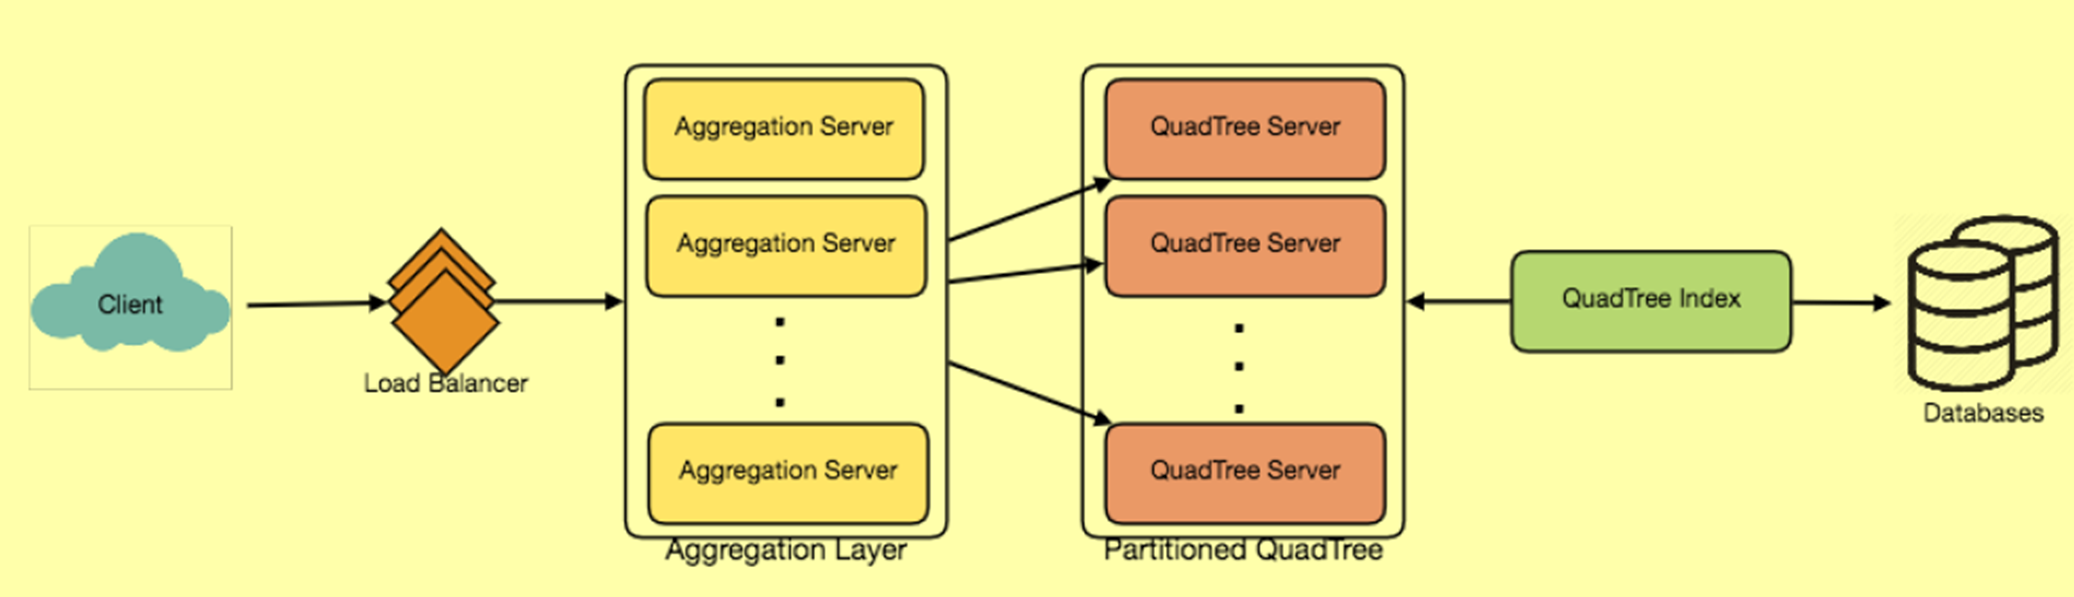 Client
Load Balancer
Aggregation Server
Aggregation Server
Aggregation Server
Aggregation Layer
QuadTree Server
QuadTree Server
QuadTree Server
Partitioned QuadTree
QuadTree Index
Databases